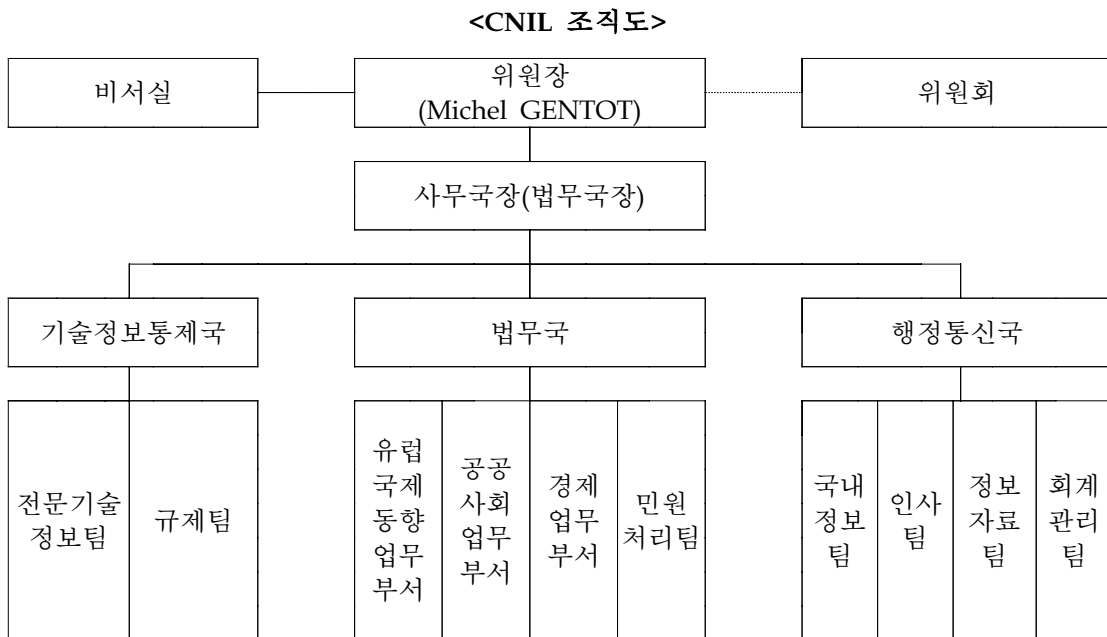 <CNIL 조직도>
비서실
위원장
(Michel GENTOT)
위원회
사무국장(법무국장)
기술정보통제국
법무국
행정통신국
전문기술
정보팀
규제팀
유럽
국제
동향
업무
부서
공공
사회
업무
부서
경제
업무
부서
민원
처리팀
국내
정보
팀
인사
팀
정보
자료
팀
회계
관리
팀